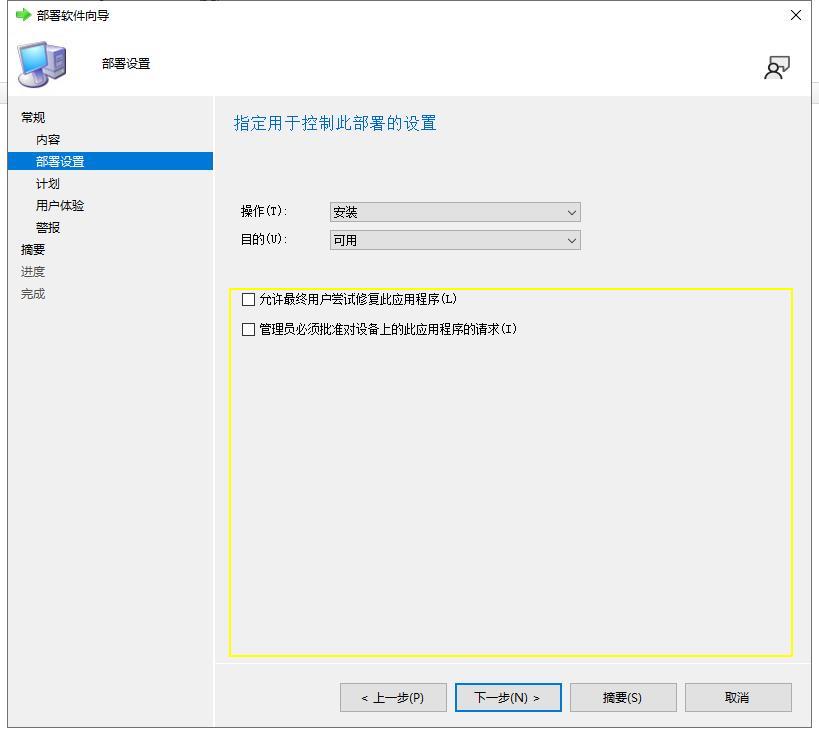 部署软件向导
部署设置
常规
内容
部署设置
计划
用户体验
警报
摘要
进度
完成
指定用于控制此部署的设置
操作(T): 安装
目的(U): 可用
允许最终用户尝试修复此应用程序(L)
管理员必须批准对设备上的此应用程序的请求(I)
< 上一步(P) 下一步(N) > 摘要(S) 取消